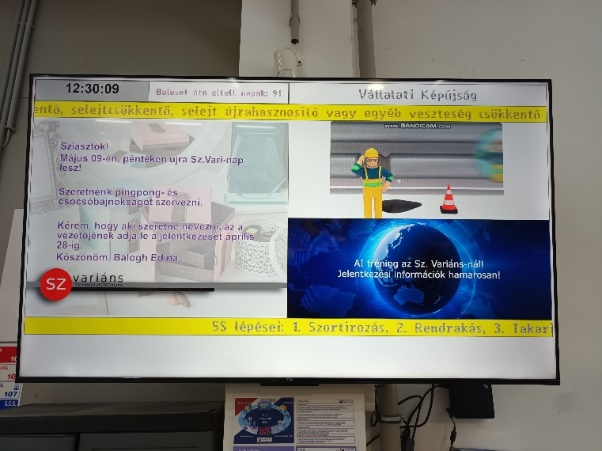 12:30:09
Baleset óta eltelt napok: 91
Vállalati Képújság
entő, selejtcsökkentő, selejt újrahasznosító vagy egyéb veszteség csökkentő
Sziasztok!
Május 09-én, pénteken újra Sz.Vari-nap
lesz!
Szeretnénk pingpong- és
csocsóbajnokságot szervezni.
Kérem, hogy aki szeretne nevezni, az a
vezetőjének adja le a jelentkezését április
28-ig.
Köszönöm, Balogh Edina
www.BANDICAM.com
AI tréning az Sz. Variáns-nál!
Jelentkezési információk hamarosan!
SZ variáns
5S lépései: 1. Szortírozás, 2. Rendrakás, 3. Takarí
107